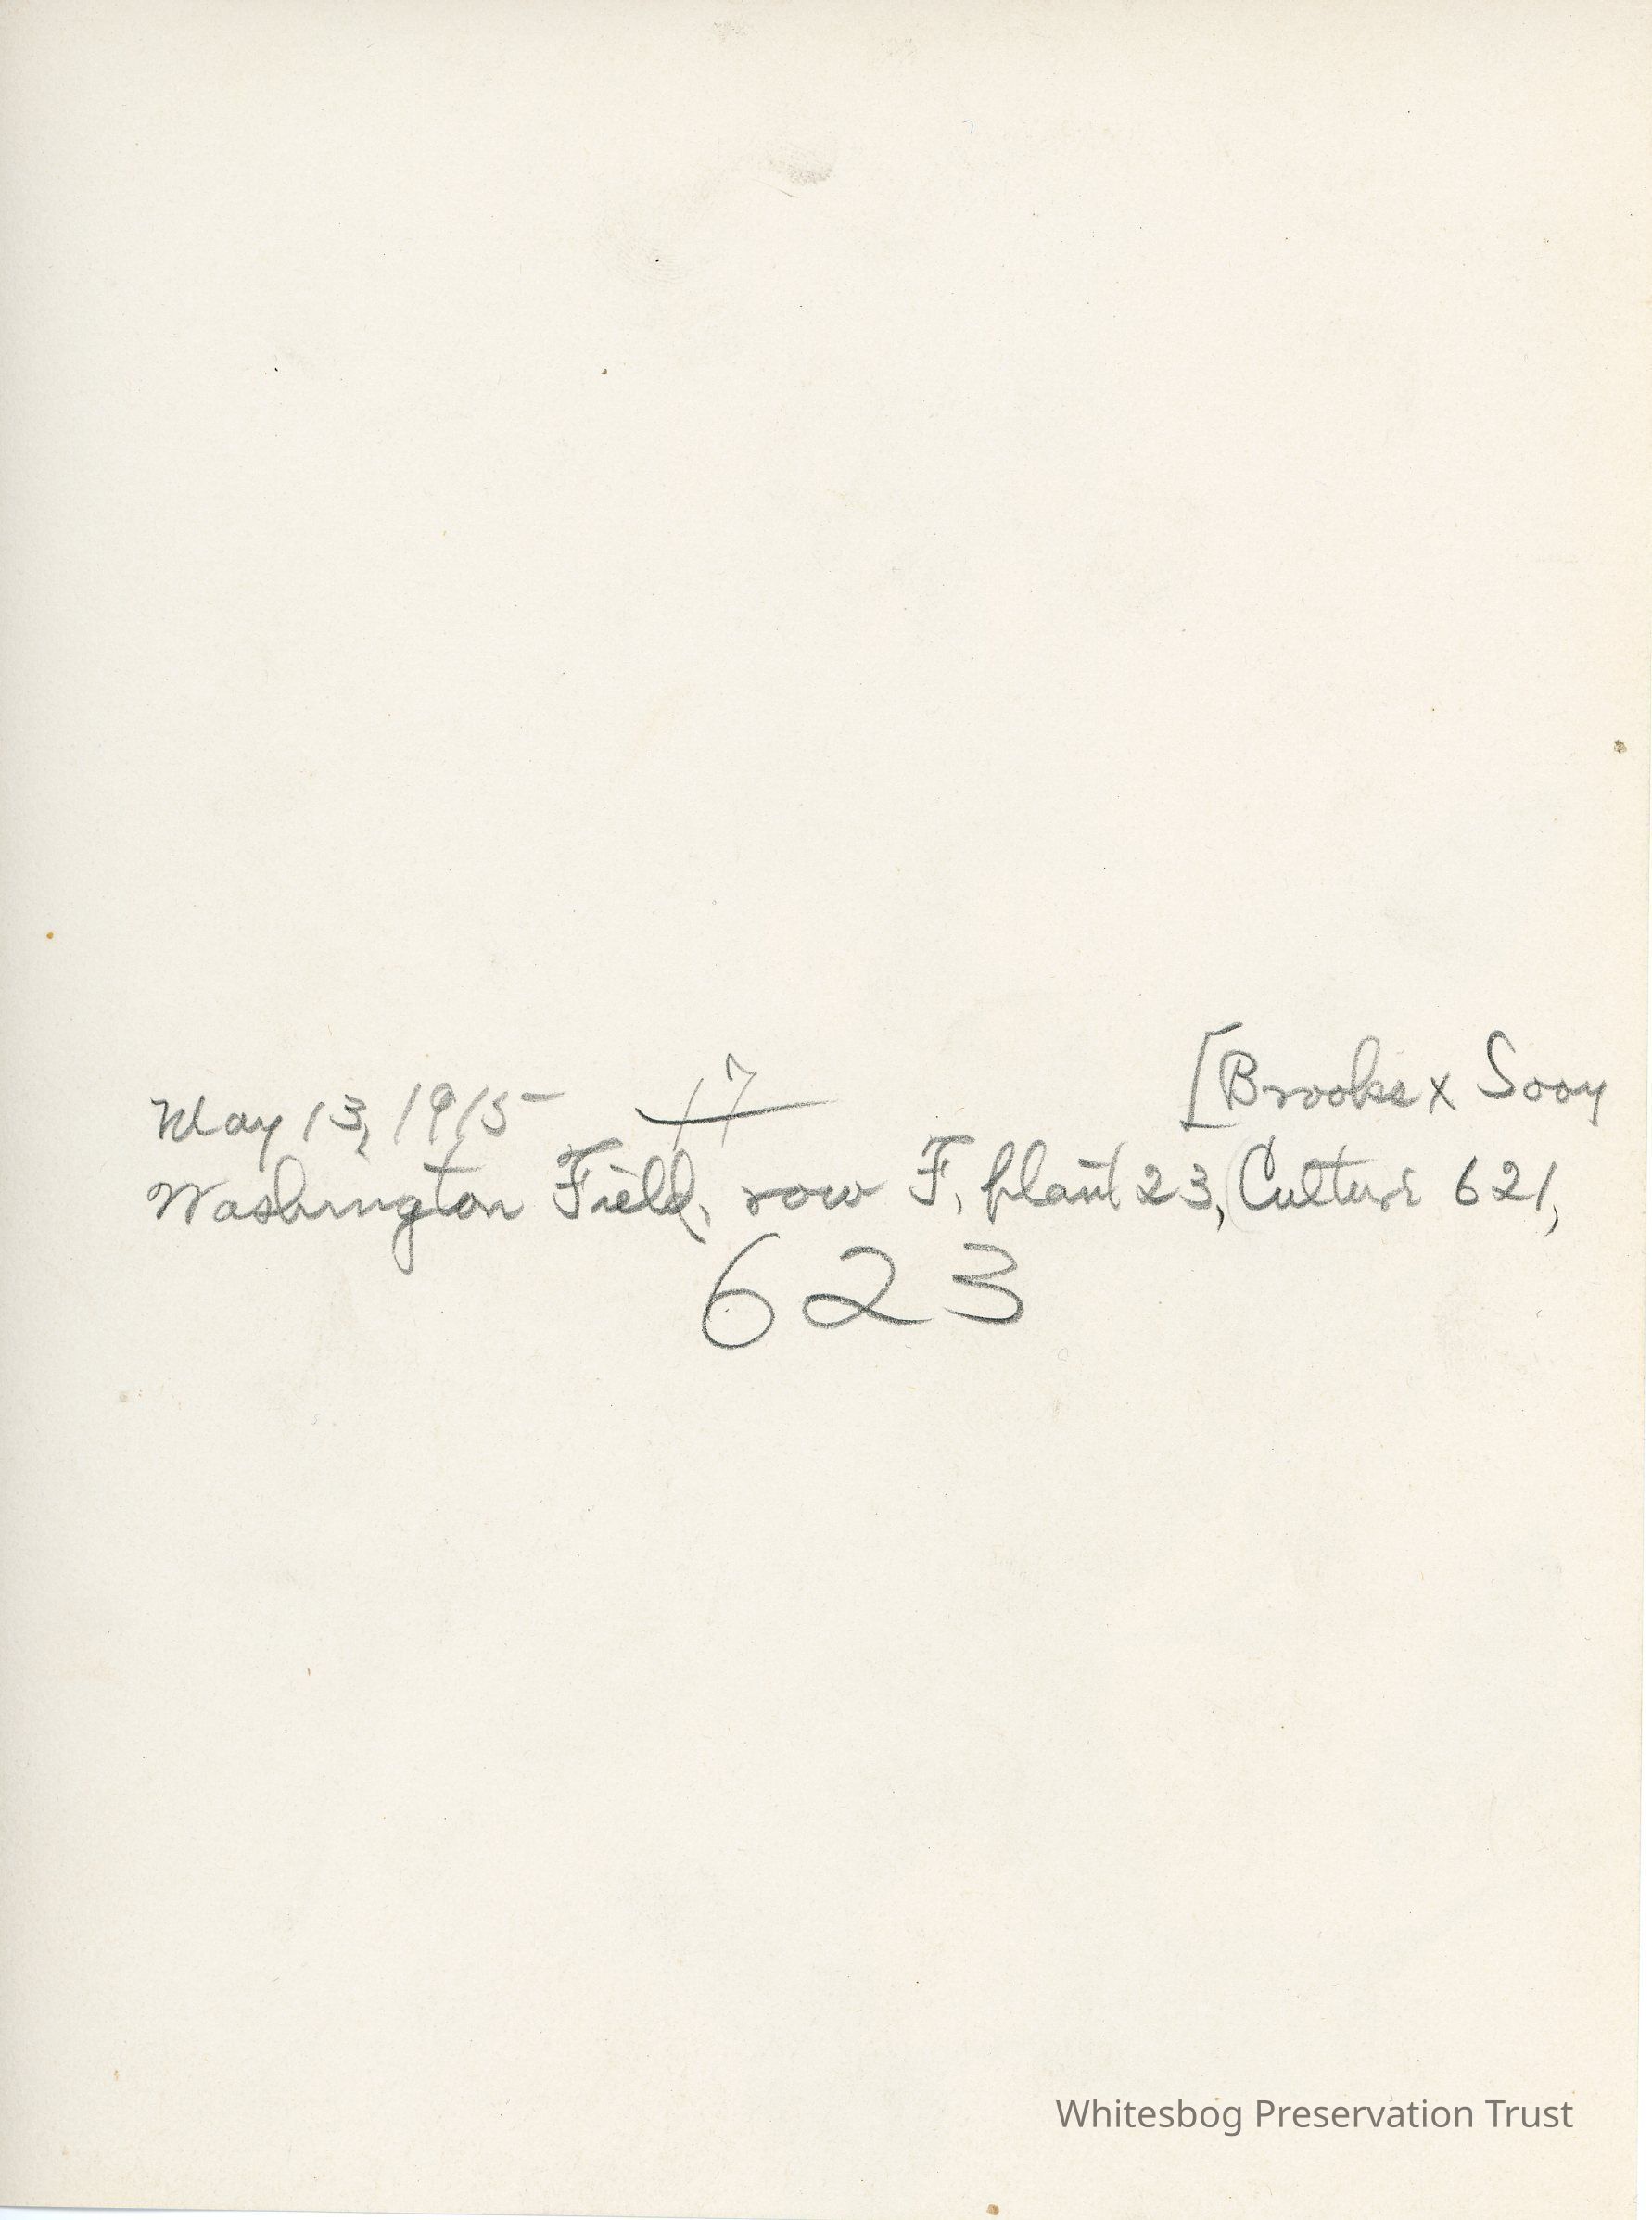 [Brooks x Sooy
May 13, 1915 17
Washington Field, row F, plant 23, Culture 621,
623
Whitesbog Preservation Trust